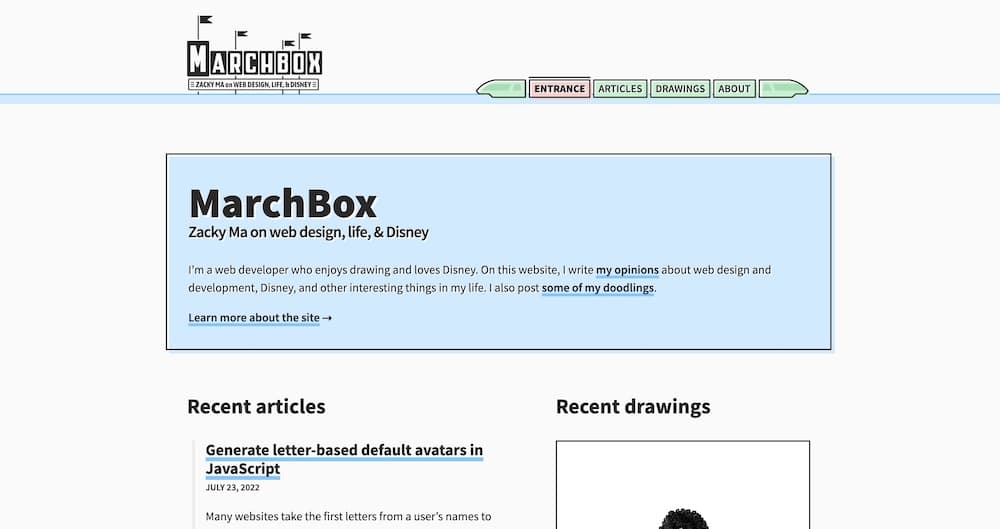 MARCHBOX
ZACKY MA on WEB DESIGN, LIFE, & DISNEY
ENTRANCE ARTICLES DRAWINGS ABOUT
MarchBox
Zacky Ma on web design, life, & Disney
I'm a web developer who enjoys drawing and loves Disney. On this website, I write my opinions about web design and
development, Disney, and other interesting things in my life. I also post some of my doodlings.
Learn more about the site →
Recent articles
Generate letter-based default avatars in
JavaScript
JULY 23, 2022
Many websites take the first letters from a user's names to
Recent drawings